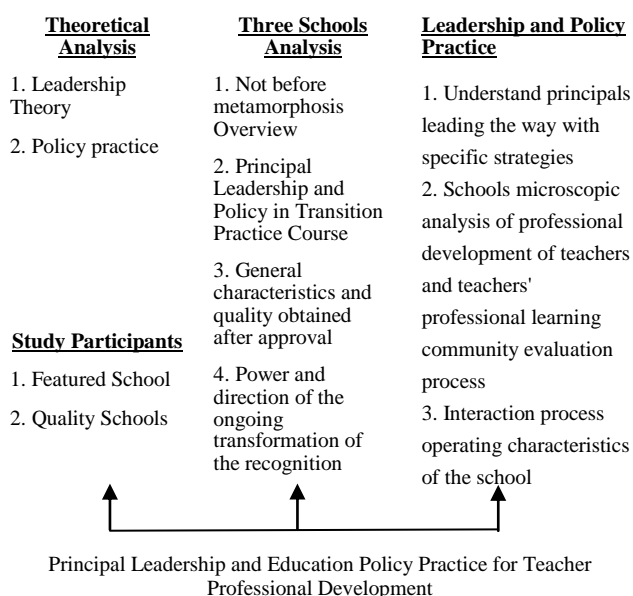 Theoretical
Analysis
1. Leadership
Theory
2. Policy practice
Study Participants
1. Featured School
2. Quality Schools
Three Schools
Analysis
1. Not before
metamorphosis
Overview
2. Principal
Leadership and
Policy in Transition
Practice Course
3. General
characteristics and
quality obtained
after approval
4. Power and
direction of the
ongoing
transformation of
the recognition
Leadership and Policy
Practice
1. Understand principals
leading the way with
specific strategies
2. Schools microscopic
analysis of professional
development of teachers
and teachers'
professional learning
community evaluation
process
3. Interaction process
operating characteristics
of the school
Principal Leadership and Education Policy Practice for Teacher
Professional Development